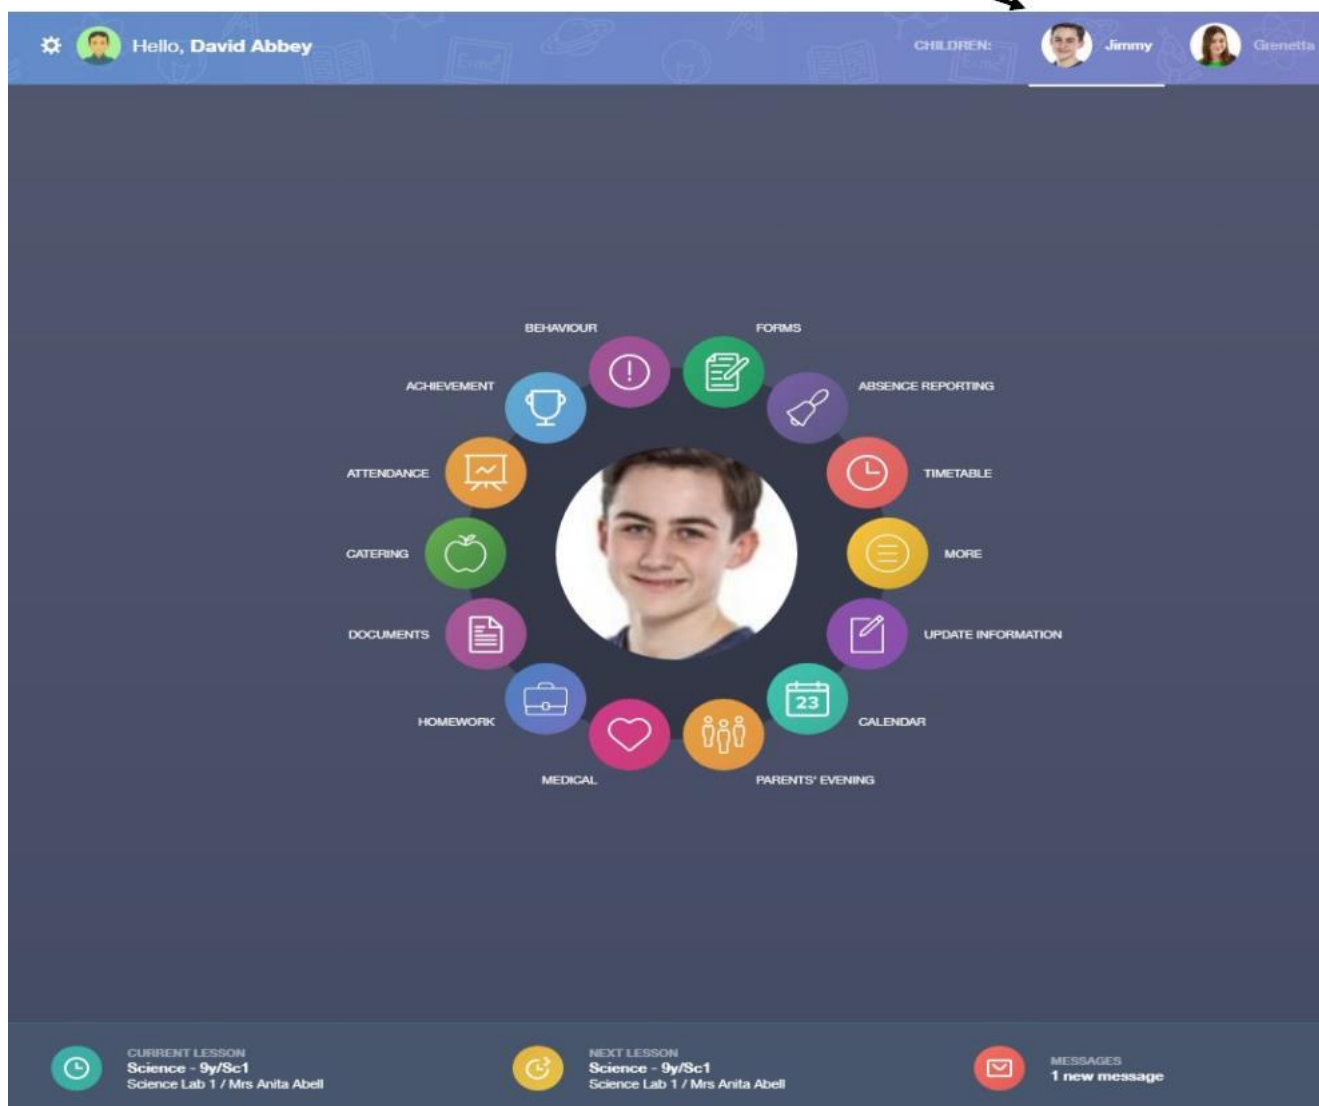 Hello, David Abbey
CHILDREN:
Jimmy
Grenetta
BEHAVIOUR
FORMS
ACHIEVEMENT
ABSENCE REPORTING
ATTENDANCE
TIMETABLE
CATERING
MORE
DOCUMENTS
UPDATE INFORMATION
23
HOMEWORK
CALENDAR
MEDICAL
PARENTS' EVENING
CURRENT LESSON
Science - 9y/Sc1
Science Lab 1 / Mrs Anita Abell
NEXT LESSON
Science - 9y/Sc1
Science Lab 1 / Mrs Anita Abell
MESSAGES
1 new message